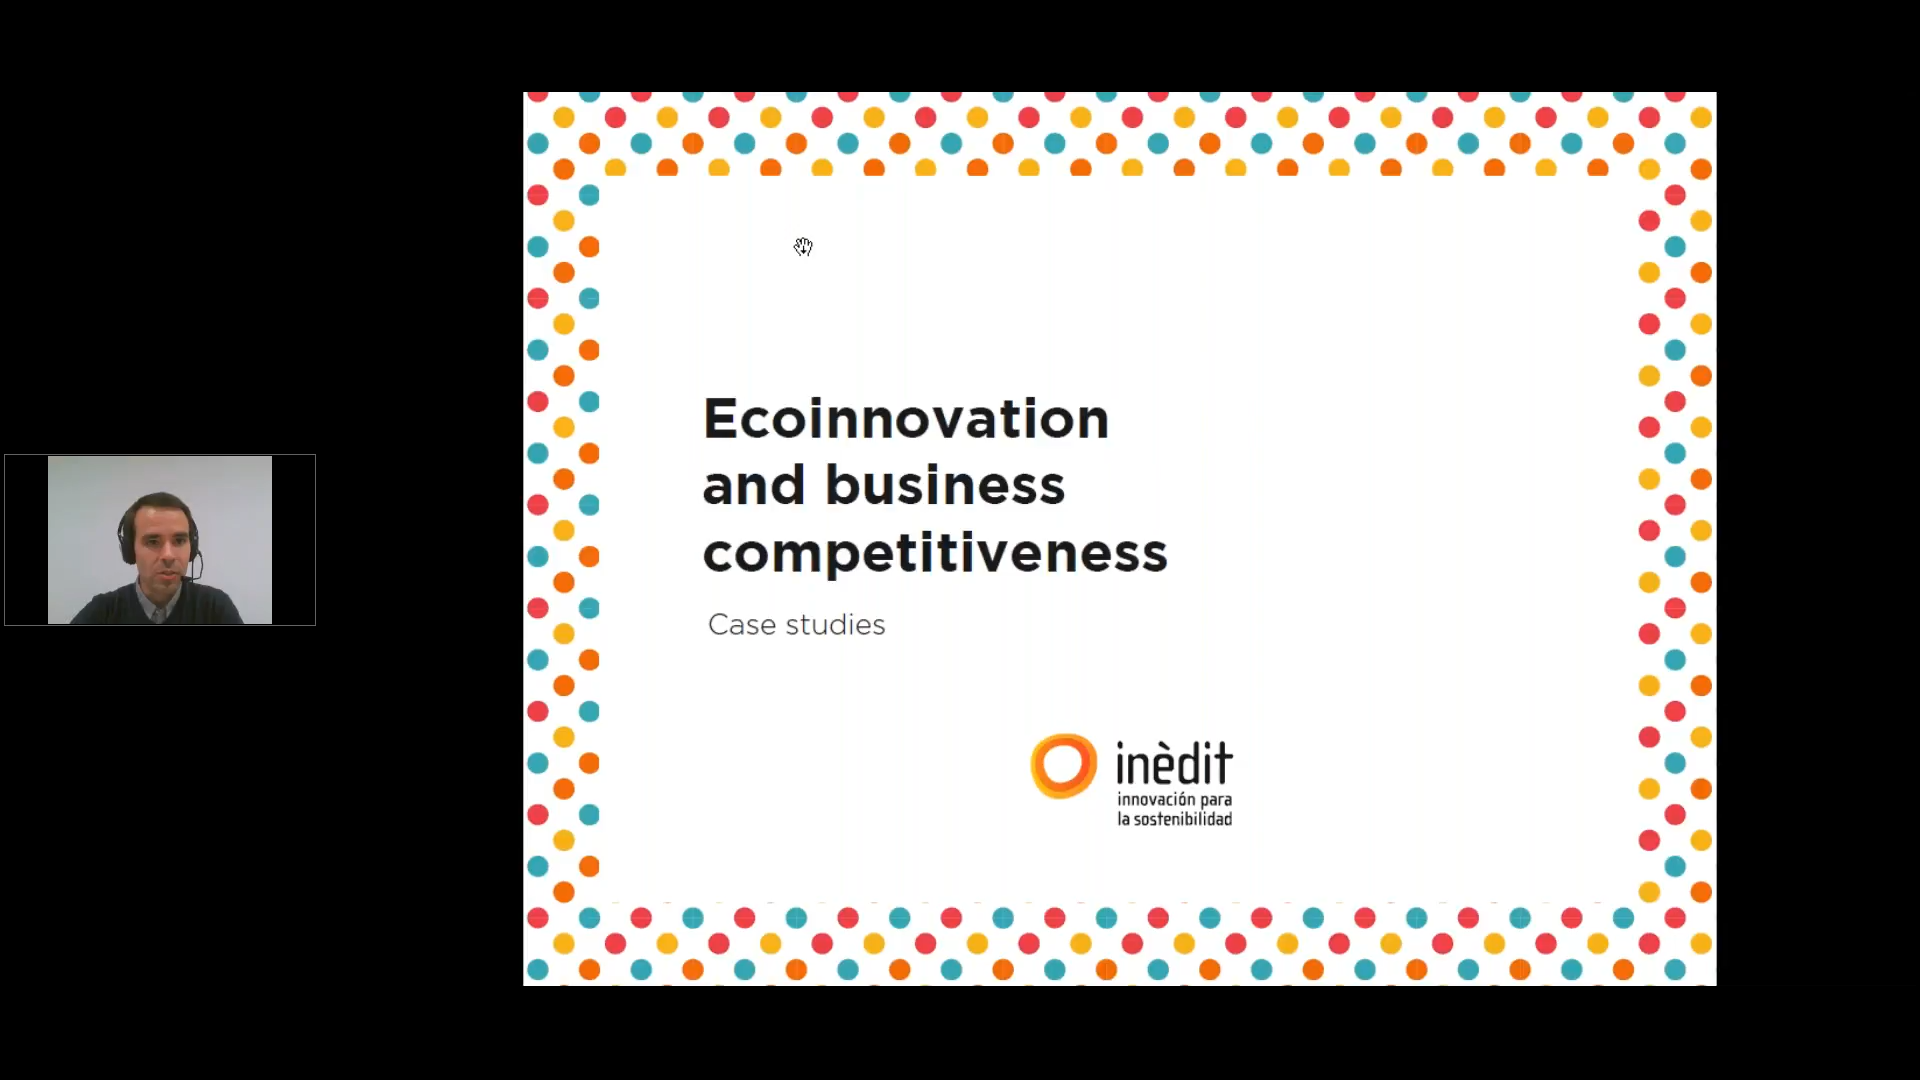 Ecoinnovation
and business
competitiveness
Case studies
inèdit
innovación para
la sostenibilidad